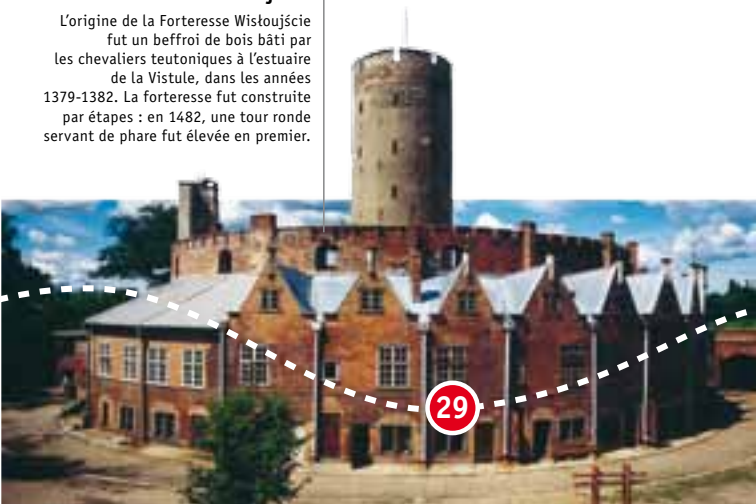 L'origine de la Forteresse Wisłoujście
fut un beffroi de bois bâti par
les chevaliers teutoniques à l'estuaire
de la Vistule, dans les années
1379-1382. La forteresse fut construite
par étapes : en 1482, une tour ronde
servant de phare fut élevée en premier.
29